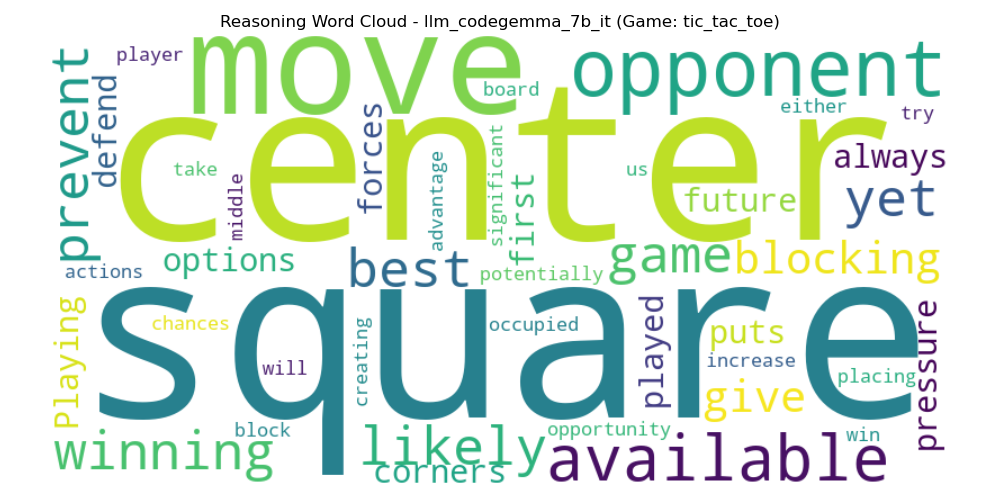 Reasoning Word Cloud - llm_codegemma_7b_it (Game: tic_tac_toe)
player
move
opponent
prevent
defend
board
either
try
center
forces
always
take
middle
advantage
significant
first
us
future
yet
actions
options
best
potentially
game
blocking
square
Playing
chances
will
creating
occupied
played
puts
increase
placing
give
pressure
winning
block
likely
corners
opportunity
available
win